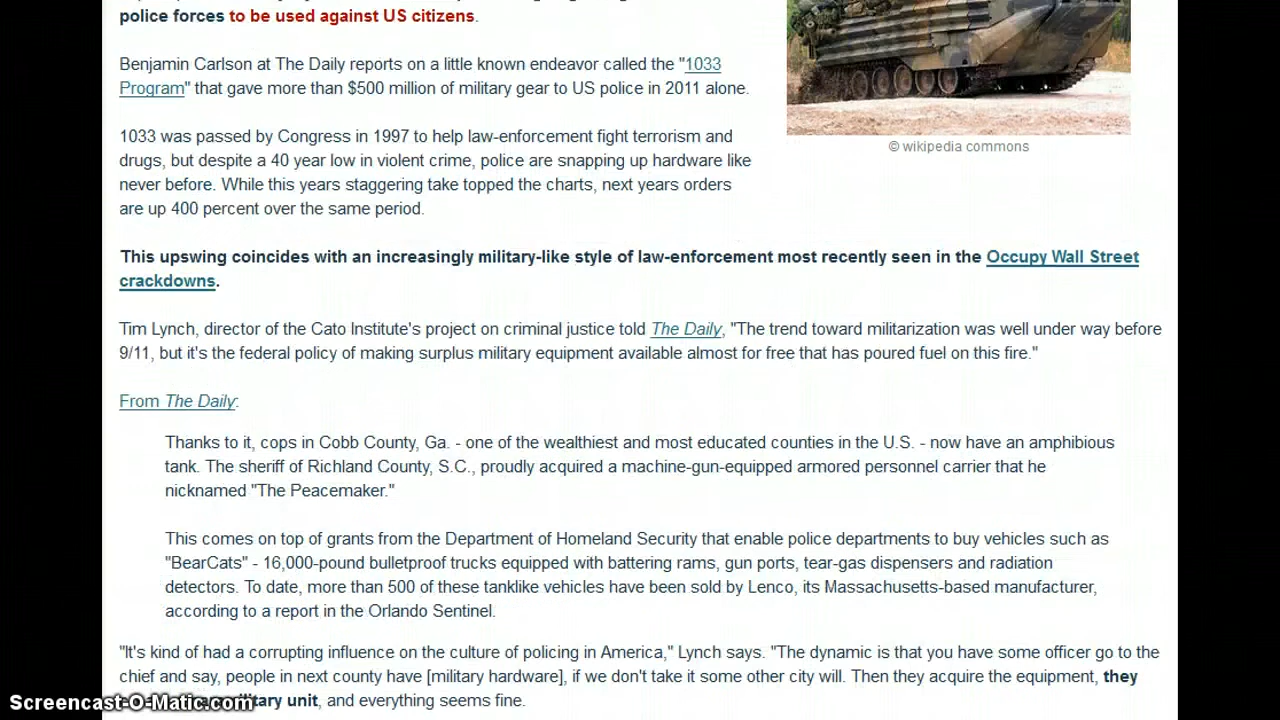 police forces to be used against US citizens.
Benjamin Carlson at The Daily reports on a little known endeavor called the "1033
Program" that gave more than $500 million of military gear to US police in 2011 alone.
© wikipedia commons
1033 was passed by Congress in 1997 to help law-enforcement fight terrorism and
drugs, but despite a 40 year low in violent crime, police are snapping up hardware like
never before. While this years staggering take topped the charts, next years orders
are up 400 percent over the same period.
This upswing coincides with an increasingly military-like style of law-enforcement most recently seen in the Occupy Wall Street
crackdowns.
Tim Lynch, director of the Cato Institute's project on criminal justice told The Daily, "The trend toward militarization was well under way before
9/11, but it's the federal policy of making surplus military equipment available almost for free that has poured fuel on this fire."
From The Daily:
Thanks to it, cops in Cobb County, Ga. - one of the wealthiest and most educated counties in the U.S. - now have an amphibious
tank. The sheriff of Richland County, S.C., proudly acquired a machine-gun-equipped armored personnel carrier that he
nicknamed "The Peacemaker."
This comes on top of grants from the Department of Homeland Security that enable police departments to buy vehicles such as
"BearCats" - 16,000-pound bulletproof trucks equipped with battering rams, gun ports, tear-gas dispensers and radiation
detectors. To date, more than 500 of these tanklike vehicles have been sold by Lenco, its Massachusetts-based manufacturer,
according to a report in the Orlando Sentinel.
"It's kind of had a corrupting influence on the culture of policing in America," Lynch says. "The dynamic is that you have some officer go to the
chief and say, people in next county have [military hardware], if we don't take it some other city will. Then they acquire the equipment, they
unit, and everything seems fine.
Screencast-O-Matic.com